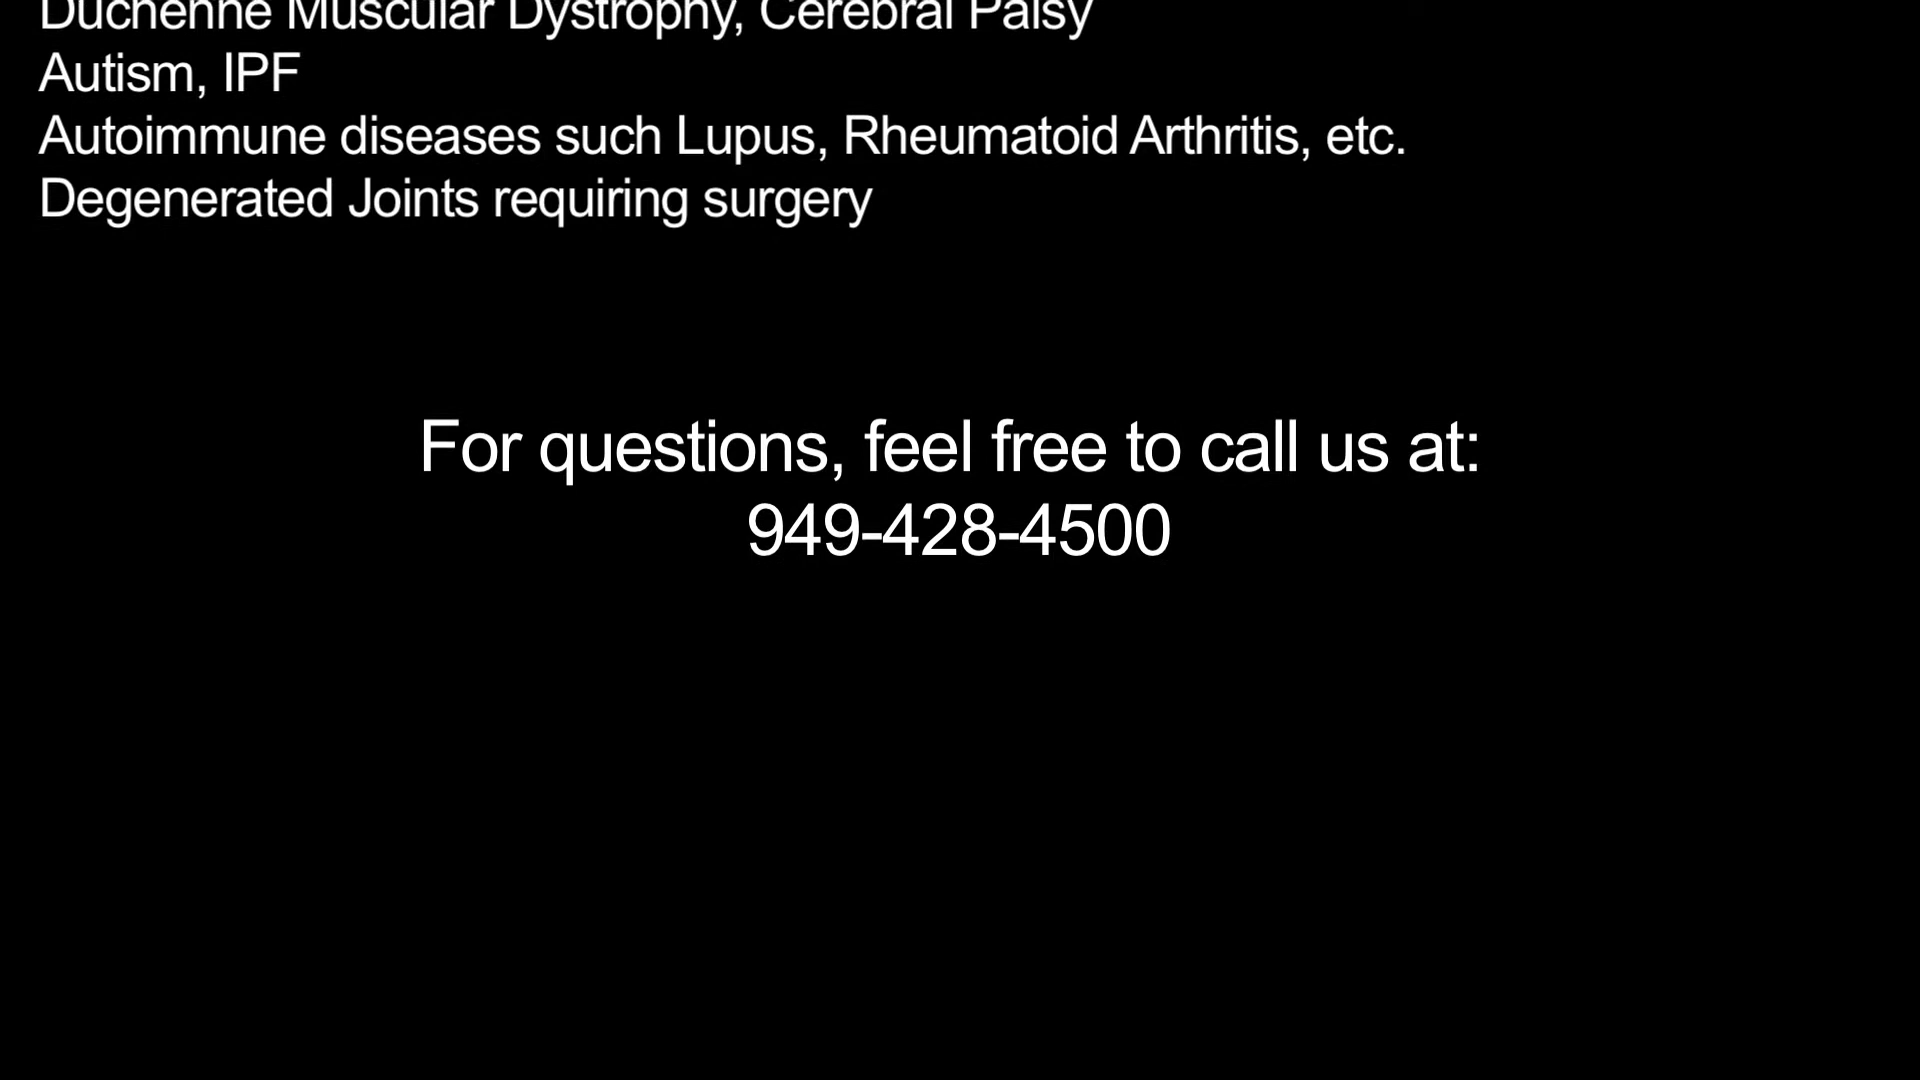 Duchenne Muscular Dystrophy, Cerebral Palsy
Autism, IPF
Autoimmune diseases such Lupus, Rheumatoid Arthritis, etc.
Degenerated Joints requiring surgery
For questions, feel free to call us at:
949-428-4500